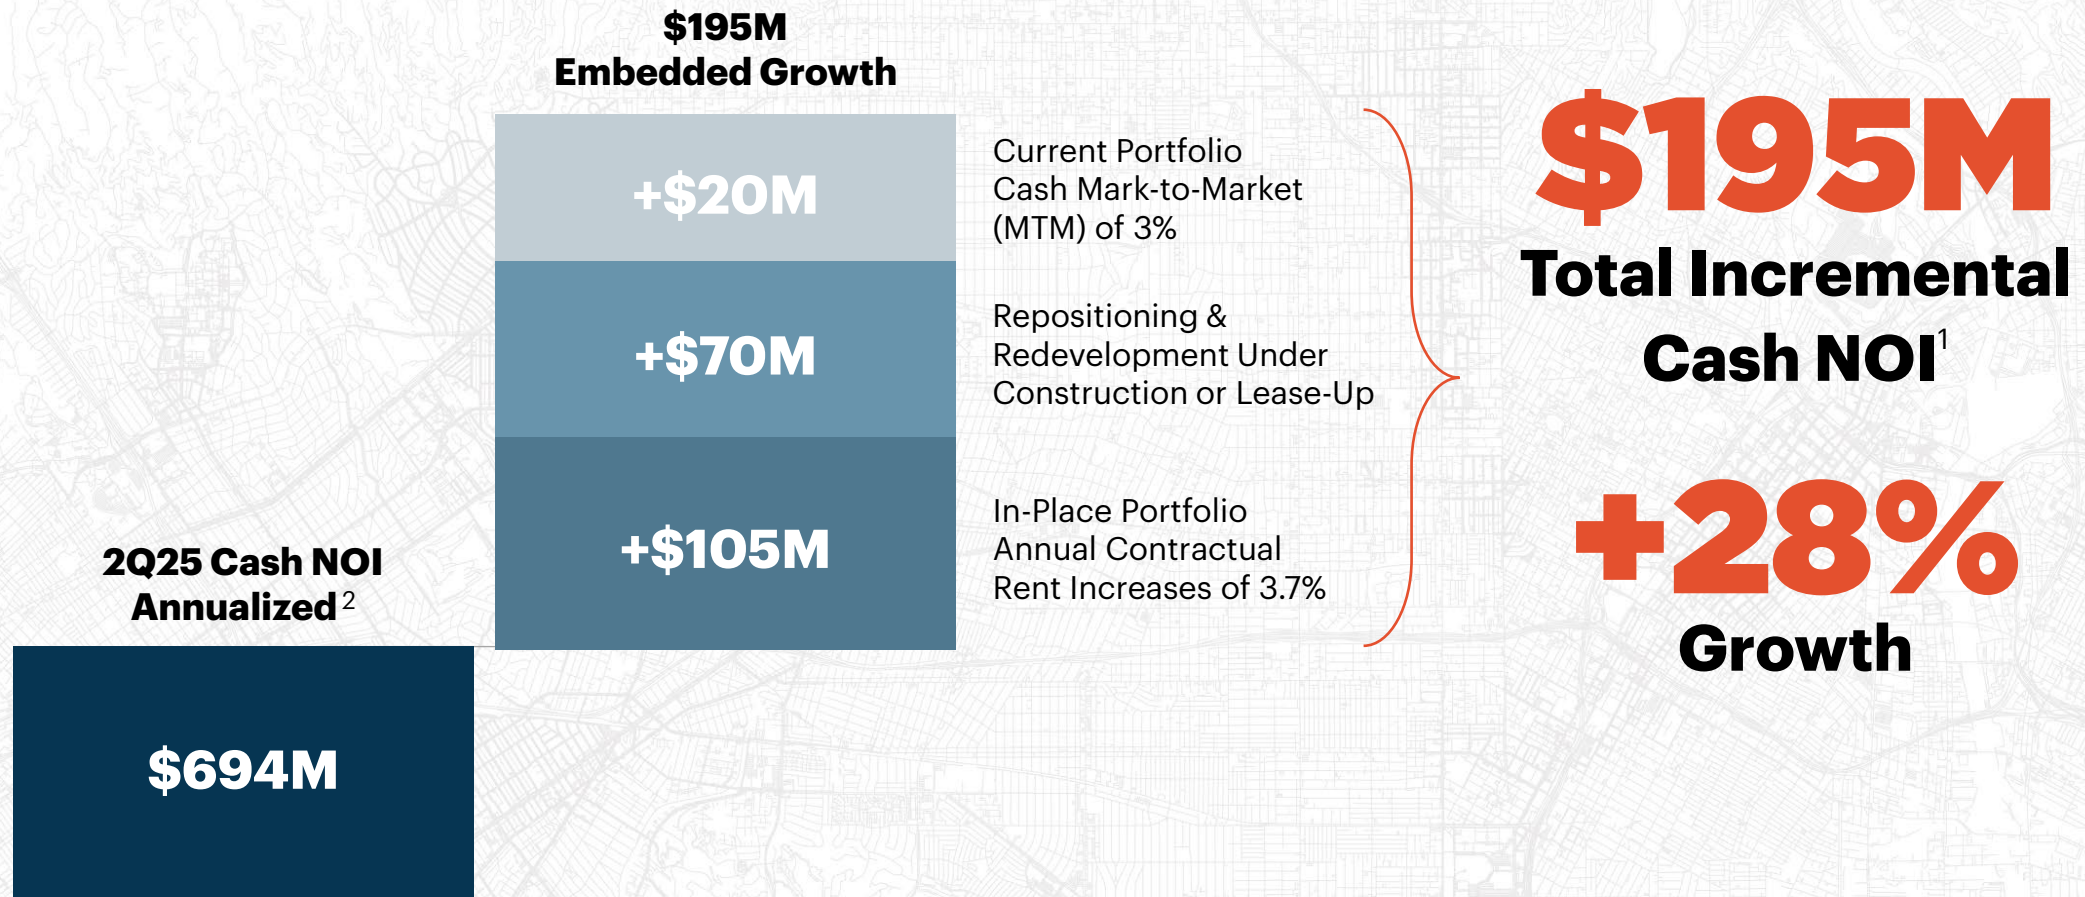 $195M
Embedded Growth
+$20M
Current Portfolio
Cash Mark-to-Market
(MTM) of 3%
+$70M
Repositioning &
Redevelopment Under
Construction or Lease-Up
+$105M
In-Place Portfolio
Annual Contractual
Rent Increases of 3.7%
2Q25 Cash NOI
Annualized 2
$694M
$195M
Total Incremental
Cash NOI1
+28%
Growth